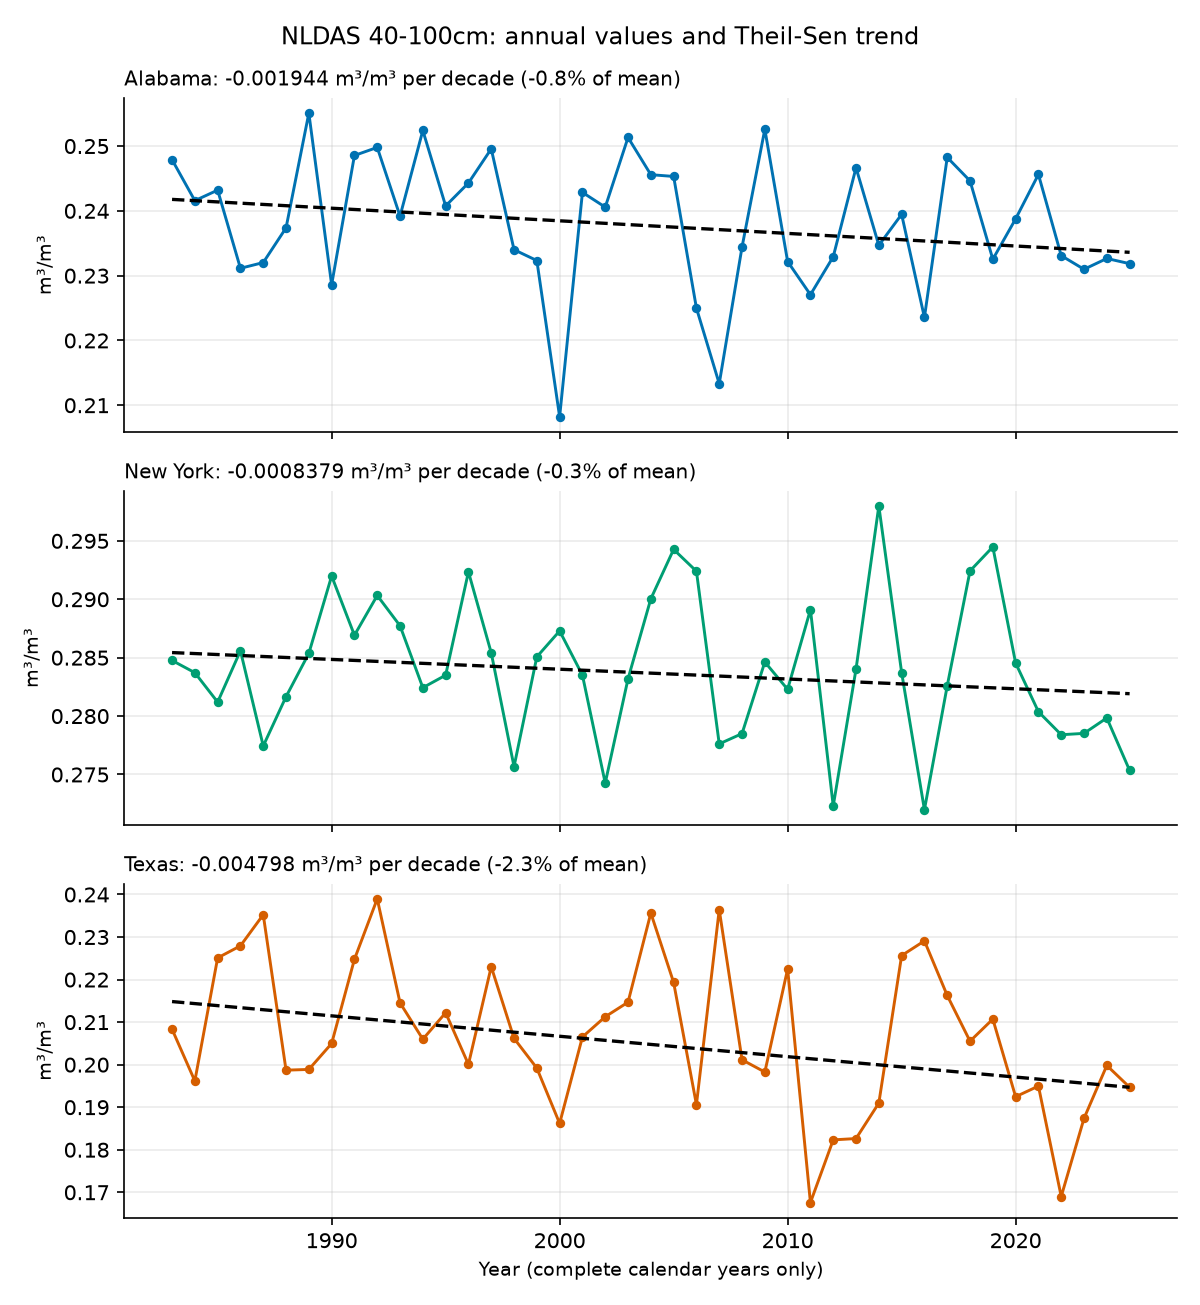 NLDAS 40-100cm: annual values and Theil-Sen trend
Alabama: -0.001944 m³/m³ per decade (-0.8% of mean)
0.25
0.24
0.23
0.22
0.21
m³/m³
New York: -0.0008379 m³/m³ per decade (-0.3% of mean)
0.295
0.290
0.285
0.280
0.275
m³/m³
Texas: -0.004798 m³/m³ per decade (-2.3% of mean)
0.24
0.23
0.22
0.21
0.20
0.19
0.18
0.17
m³/m³
1990 2000 2010 2020
Year (complete calendar years only)